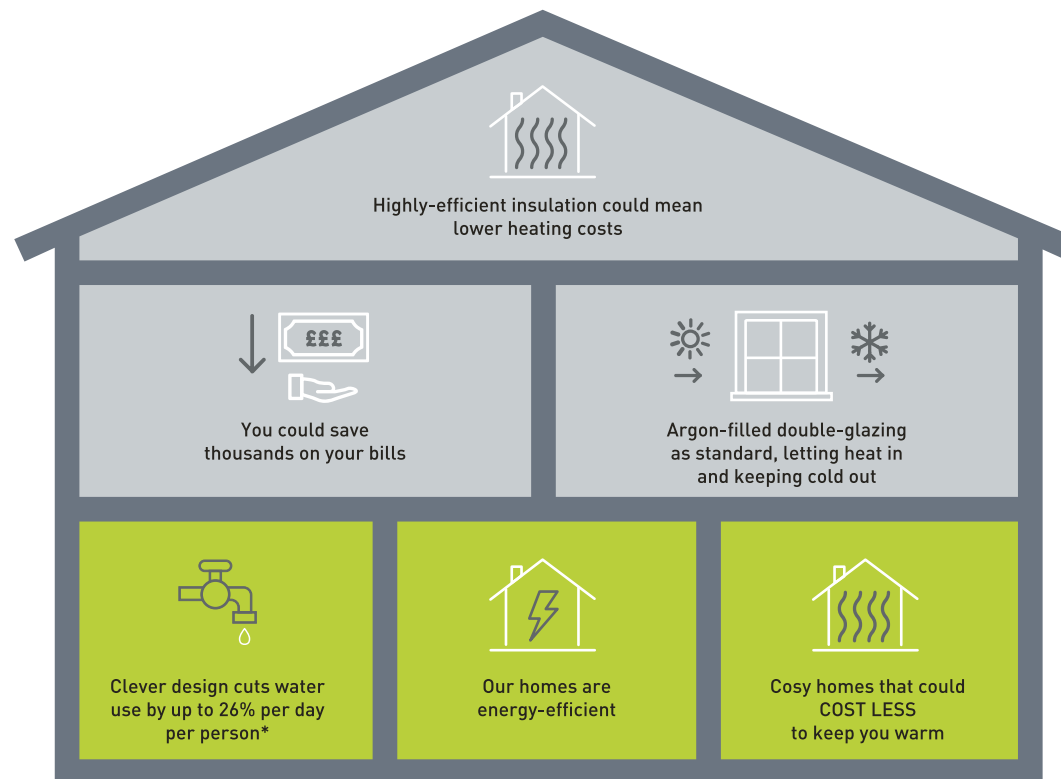 Highly-efficient insulation could mean
lower heating costs
£££
You could save
thousands on your bills
Argon-filled double-glazing
as standard, letting heat in
and keeping cold out
Clever design cuts water
use by up to 26% per day
per person*
Our homes are
energy-efficient
Cosy homes that could
COST LESS
to keep you warm